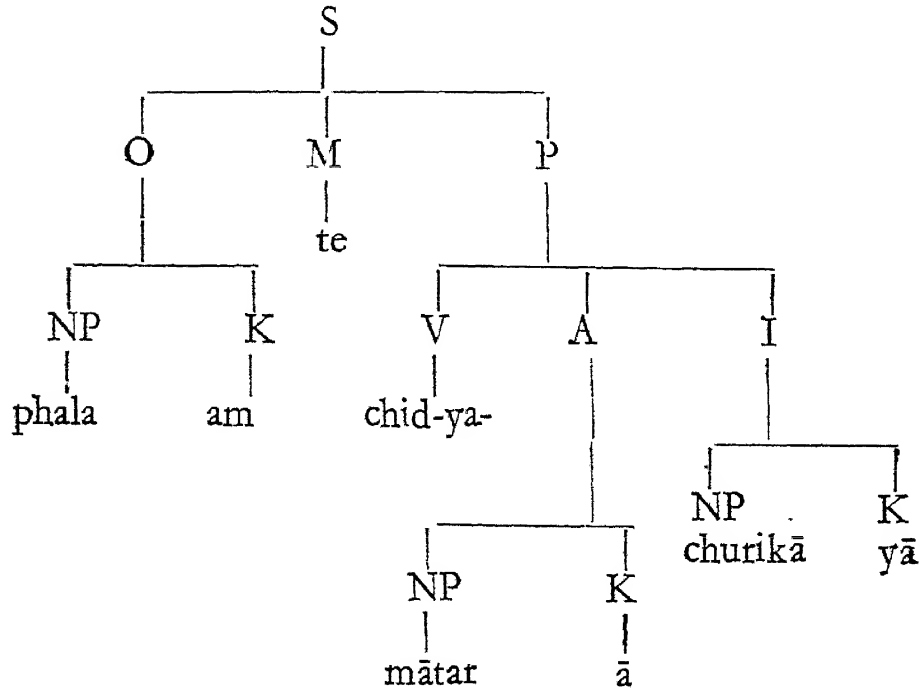 S
O M P
te
NP K V A I
phala am chid-ya-
NP K
churikā yā
NP K
mātar ā